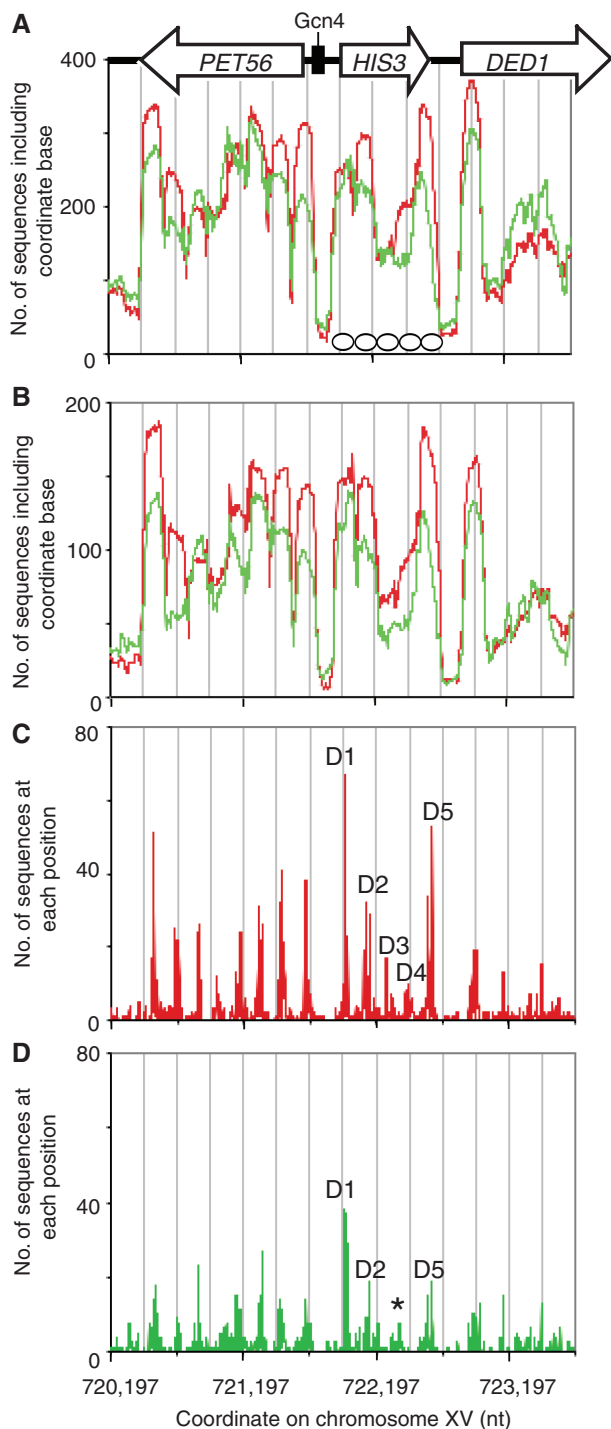 A
Gcn4
PET56
HIS3
DED1
400
200
0
No. of sequences including
coordinate base
B
200
100
0
No. of sequences including
coordinate base
C
80
40
0
No. of sequences at
each position
D1
D2
D3
D4
D5
D
80
40
0
No. of sequences at
each position
D1
D2
*
D5
720,197
721,197
722,197
723,197
Coordinate on chromosome XV (nt)